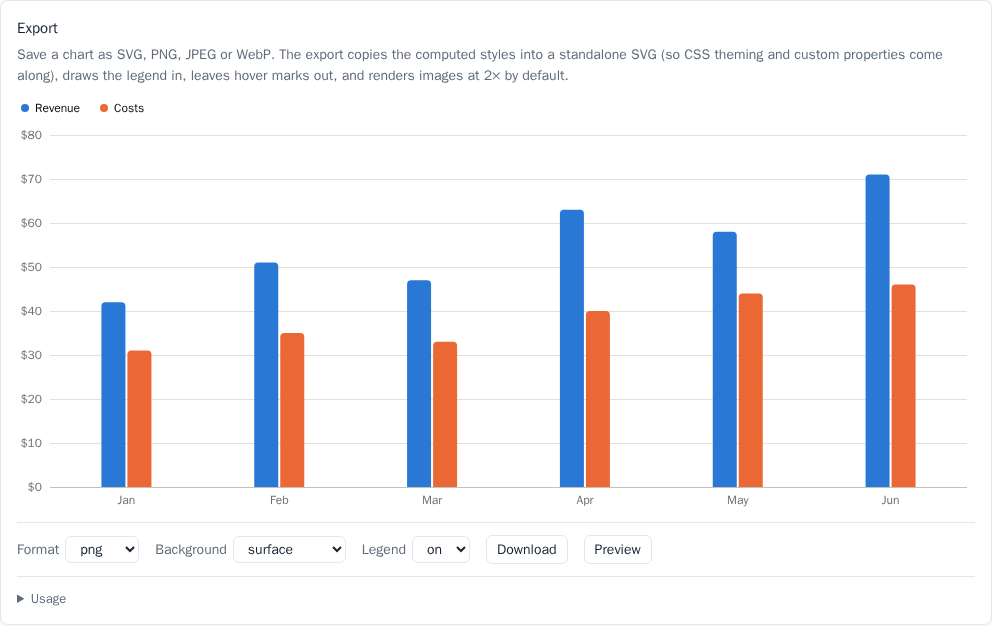 Export
Save a chart as SVG, PNG, JPEG or WebP. The export copies the computed styles into a standalone SVG (so CSS theming and custom properties come
along), draws the legend in, leaves hover marks out, and renders images at 2× by default.
Revenue Costs
$80
$70
$60
$50
$40
$30
$20
$10
$0
Jan Feb Mar Apr May Jun
Format png Background surface Legend on Download Preview
Usage